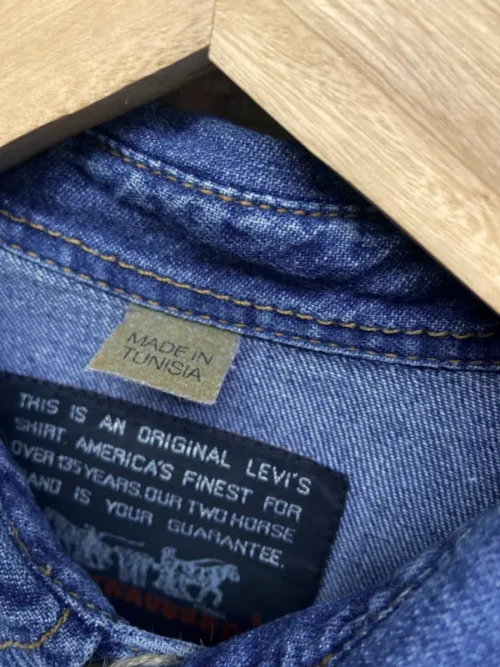 MADE IN
TUNISIA
THIS IS AN ORIGINAL LEVI'S
SHIRT. AMERICA'S FINEST FOR
OVER 135 YEARS. OUR TWO HORSE
AND IS YOUR GUARANTEE.